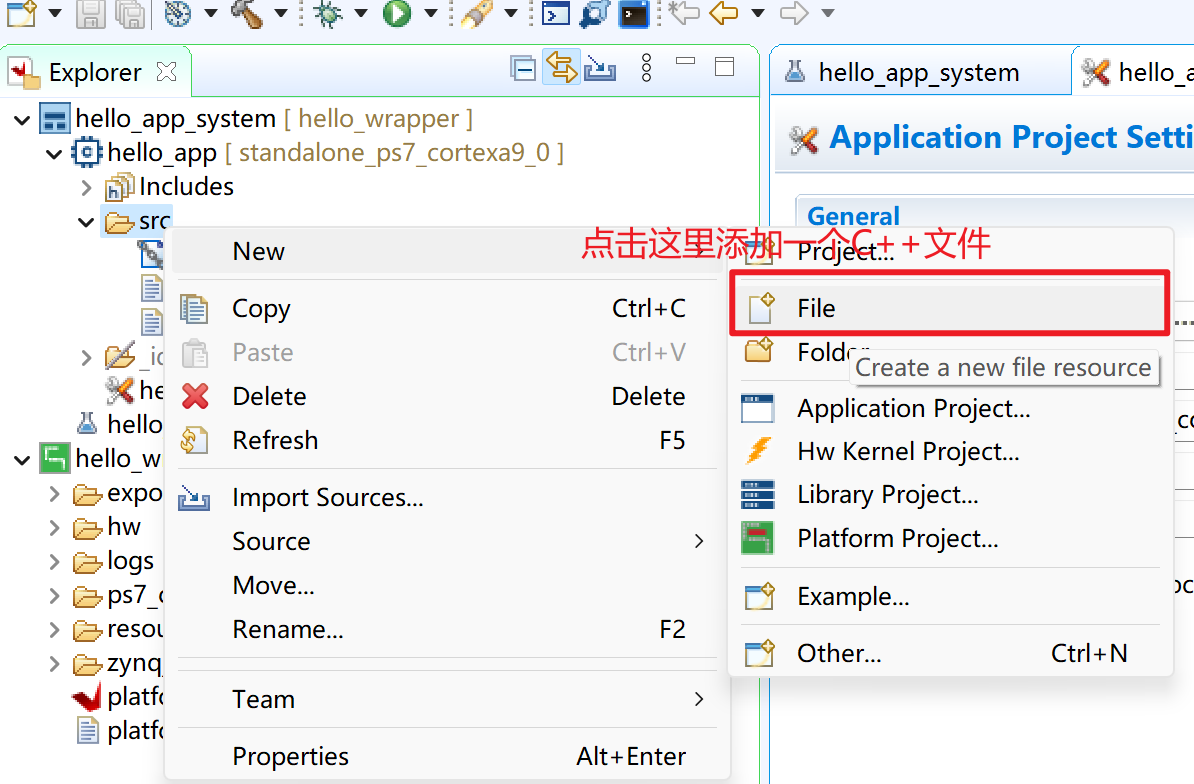 Explorer
hello_app_system
hello_a
hello_app_system [ hello_wrapper ]
hello_app [ standalone_ps7_cortexa9_0 ]
Includes
src
he
hello
hello_w
expo
hw
logs
ps7_c
resou
zynq
platfo
platfo
New
Copy Ctrl+C
Paste Ctrl+V
Delete Delete
Refresh F5
Import Sources...
Source
Move...
Rename... F2
Team
Properties Alt+Enter
Application Project Setti
General
点击这里添加一个C++文件
Project...
File
Folder
Create a new file resource
Application Project...
Hw Kernel Project...
Library Project...
Platform Project...
Example...
Other... Ctrl+N